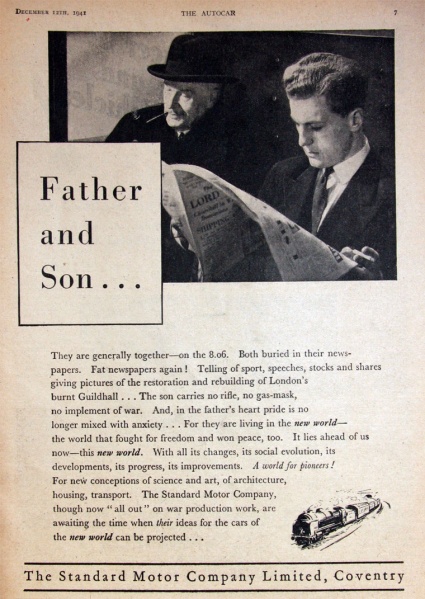 DECEMBER 12TH, 1941
THE AUTOCAR
7
LORD
Father
and
Son...
They are generally together—on the 8.06. Both buried in their news-
papers. Fat newspapers again! Telling of sport, speeches, stocks and shares
giving pictures of the restoration and rebuilding of London's
burnt Guildhall ... The son carries no rifle, no gas-mask,
no implement of war. And, in the father's heart pride is no
longer mixed with anxiety ... For they are living in the new world—
the world that fought for freedom and won peace, too. It lies ahead of us
now—this new world. With all its changes, its social evolution, its
developments, its progress, its improvements. A world for pioneers!
For new conceptions of science and art, of architecture,
housing, transport. The Standard Motor Company,
though now "all out" on war production work, are
awaiting the time when their ideas for the cars of
the new world can be projected ...
The Standard Motor Company Limited, Coventry